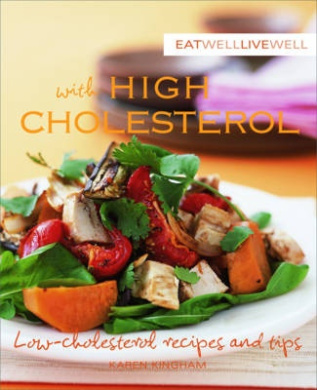 EATWELLLIVEWELL
with HIGH
CHOLESTEROL
Low-cholesterol recipes and tips
KAREN KINGHAM